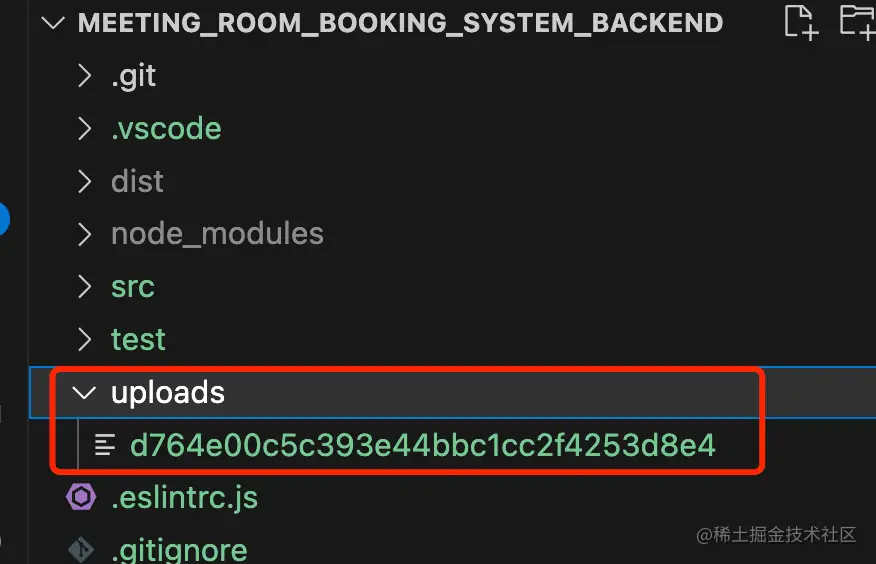 MEETING_ROOM_BOOKING_SYSTEM_BACKEND
.git
.vscode
dist
node_modules
src
test
uploads
d764e00c5c393e44bbc1cc2f4253d8e4
.eslintrc.js
.gitignore
@稀土掘金技术社区